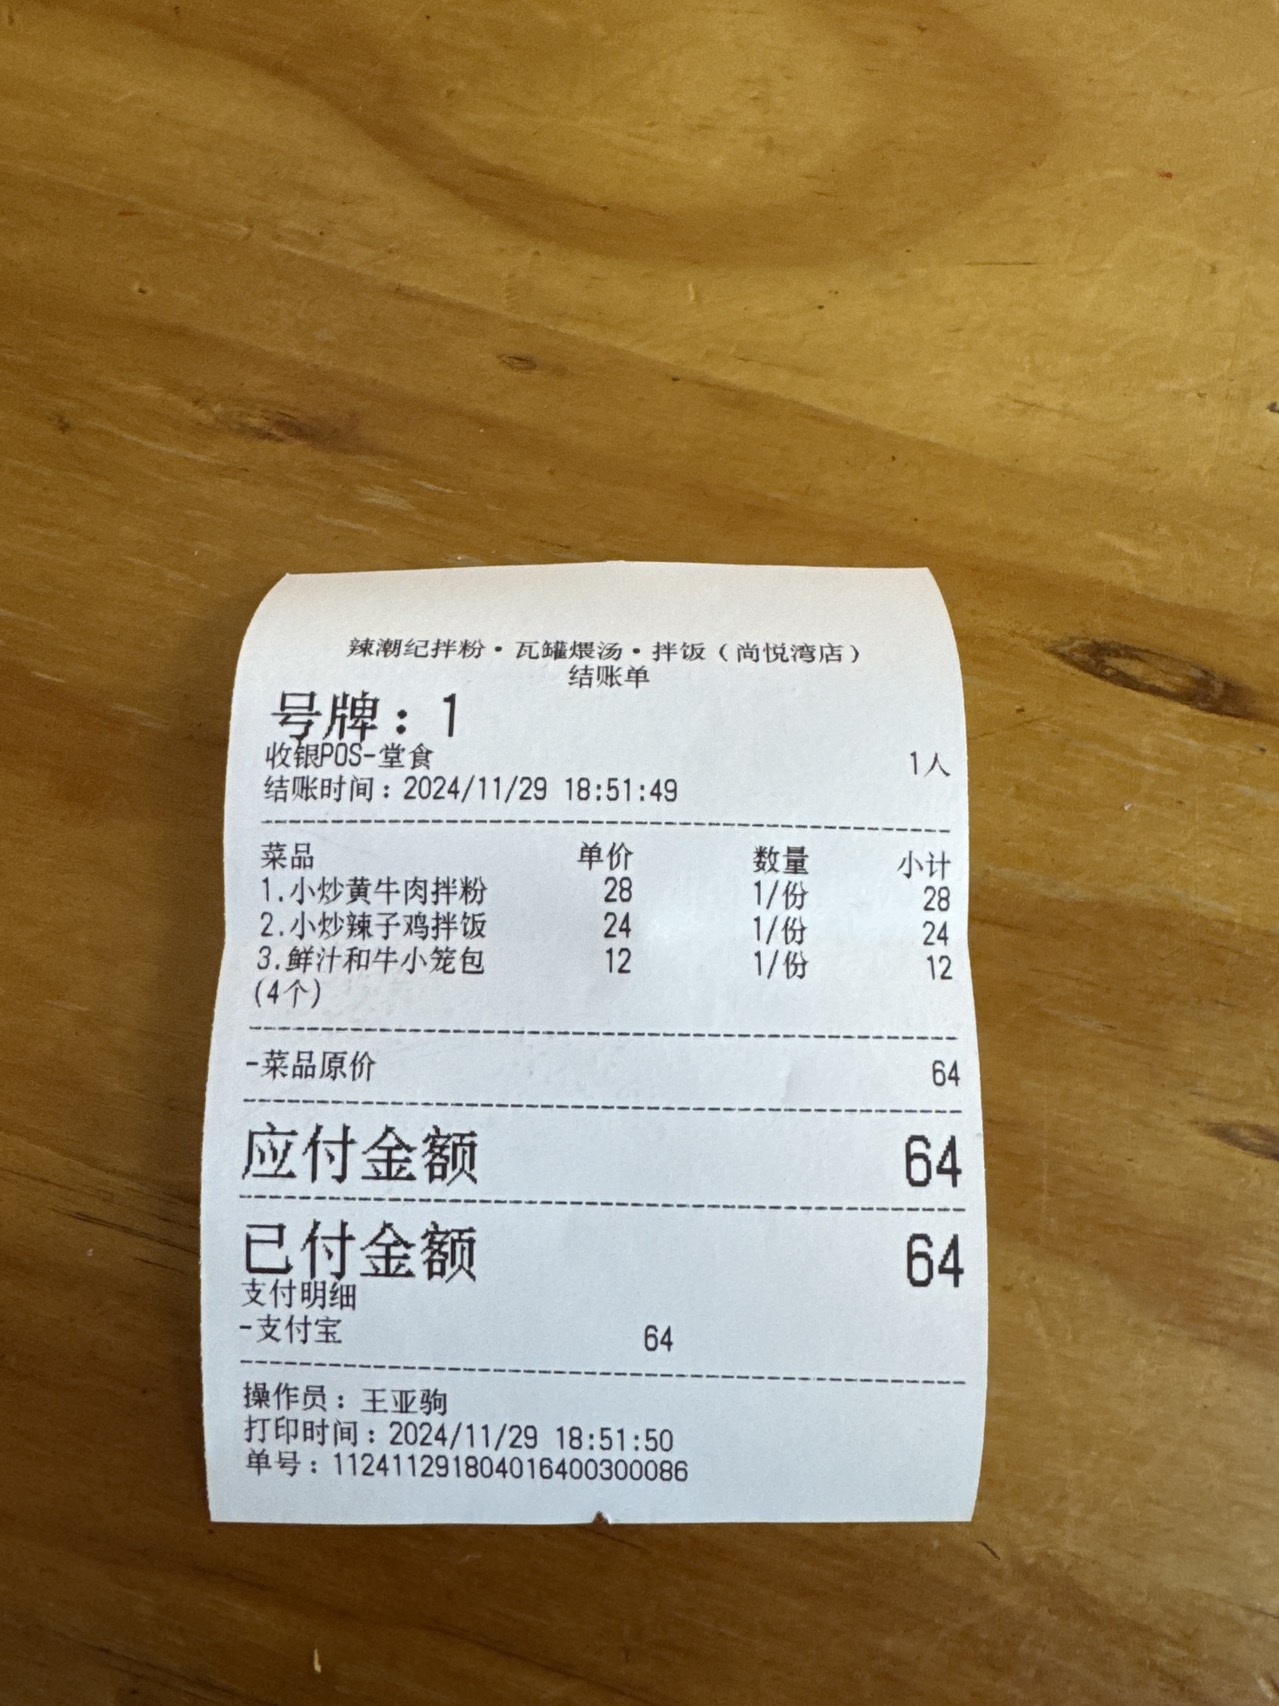 辣潮纪拌粉·瓦罐煨汤·拌饭（尚悦湾店）
结账单
号牌：1
收银POS-堂食 1人
结账时间：2024/11/29 18:51:49
菜品 单价 数量 小计
1.小炒黄牛肉拌粉 28 1/份 28
2.小炒辣子鸡拌饭 24 1/份 24
3.鲜汁和牛小笼包 12 1/份 12
(4个)
-菜品原价 64
应付金额 64
已付金额 64
支付明细
-支付宝 64
操作员：王亚驹
打印时间：2024/11/29 18:51:50
单号：11241129180401640030​0086